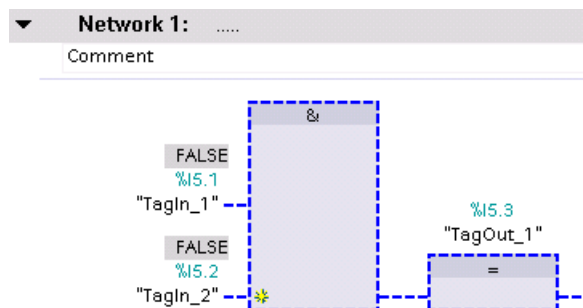 Network 1: .....
Comment
&
FALSE
%I5.1
"TagIn_1"
%I5.3
"TagOut_1"
FALSE
%I5.2
=
"TagIn_2"